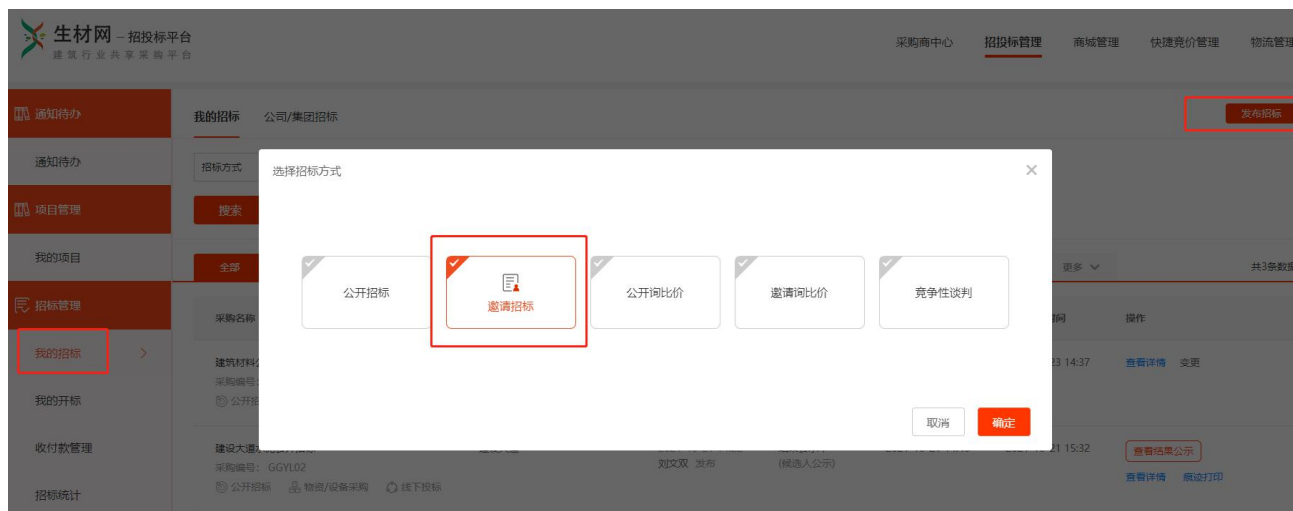 生材网 – 招投标平台
建筑行业共享采购平台
采购商中心 招投标管理 商城管理 快捷竞价管理 物流管理
通知待办
我的招标 公司/集团招标
发布招标
通知待办
招标方式
选择招标方式
项目管理
搜索
我的项目
全部
更多
共3条数据
公开招标
邀请招标
公开询比价
邀请询比价
竞争性谈判
招标管理
采购名称
操作
我的招标
建筑材料
23 14:37
查看详情 变更
采购编号:
我的开标
取消
确定
收付款管理
建设大道
21 15:32
查看结果公示
采购编号: GGYL02
刘文双 发布
(候选人公示)
查看详情 痕迹打印
公开招标 物资/设备采购 线下投标
招标统计